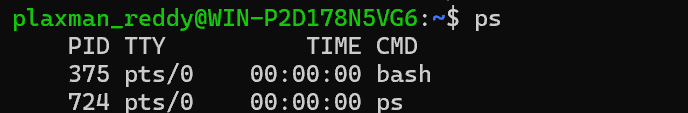 plaxman_reddy@WIN-P2D178N5VG6:~$ ps
    PID TTY          TIME CMD
    375 pts/0    00:00:00 bash
    724 pts/0    00:00:00 ps